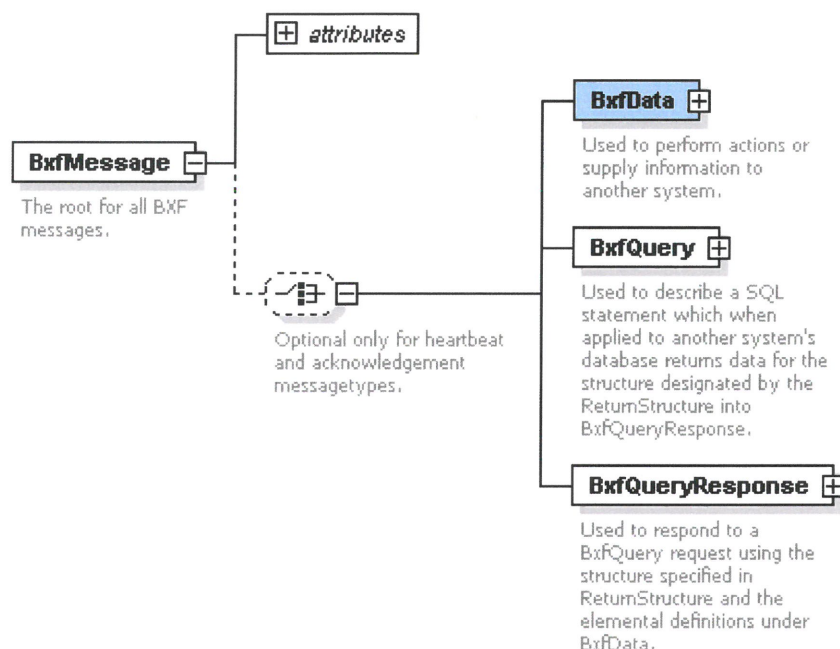 attributes
BxfMessage
The root for all BXF
messages.
Optional only for heartbeat
and acknowledgement
messagetypes.
BxfData
Used to perform actions or
supply information to
another system.
BxfQuery
Used to describe a SQL
statement which when
applied to another system's
database returns data for the
structure designated by the
ReturnStructure into
BxfQueryResponse.
BxfQueryResponse
Used to respond to a
BxfQuery request using the
structure specified in
ReturnStructure and the
elemental definitions under
BxfData.